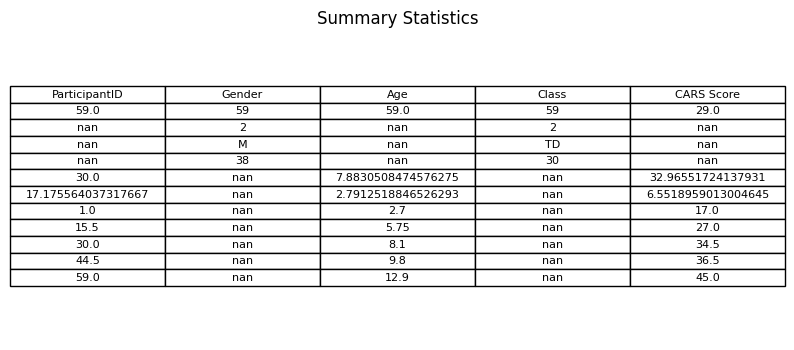 Summary Statistics
ParticipantID Gender Age Class CARS Score
59.0 59 59.0 59 29.0
nan 2 nan 2 nan
nan M nan TD nan
nan 38 nan 30 nan
30.0 nan 7.8830508474576275 nan 32.96551724137931
17.175564037317667 nan 2.7912518846526293 nan 6.5518959013004645
1.0 nan 2.7 nan 17.0
15.5 nan 5.75 nan 27.0
30.0 nan 8.1 nan 34.5
44.5 nan 9.8 nan 36.5
59.0 nan 12.9 nan 45.0